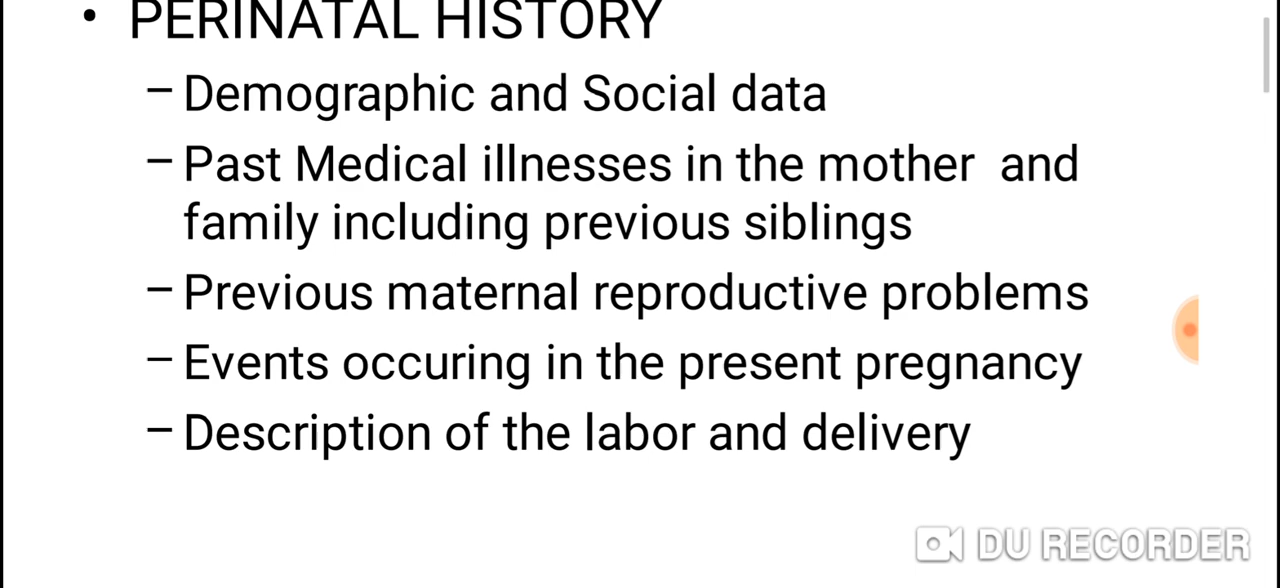 • PERINATAL HISTORY
– Demographic and Social data
– Past Medical illnesses in the mother and
family including previous siblings
– Previous maternal reproductive problems
– Events occuring in the present pregnancy
– Description of the labor and delivery
DU RECORDER